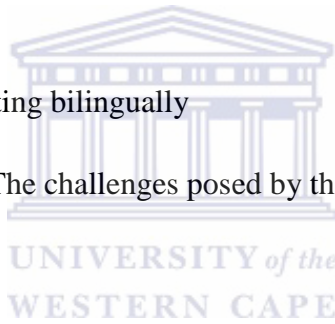 ting bilingually
The challenges posed by th
UNIVERSITY of the
WESTERN CAPE